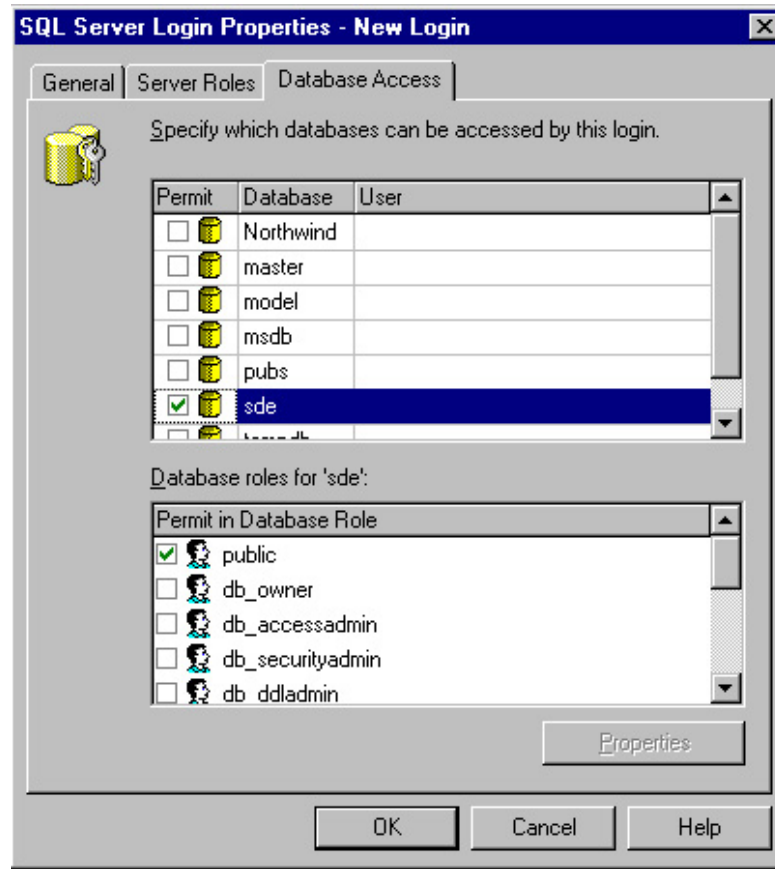 SQL Server Login Properties - New Login
General Server Roles Database Access
Specify which databases can be accessed by this login.
Permit Database User
Northwind
master
model
msdb
pubs
sde
Database roles for 'sde':
Permit in Database Role
public
db_owner
db_accessadmin
db_securityadmin
db_ddladmin
Properties
OK Cancel Help